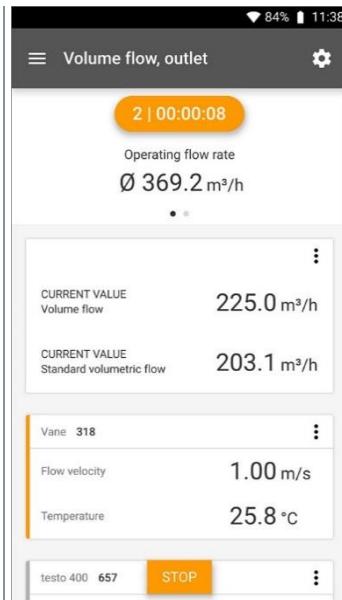 84% 11:38
Volume flow, outlet
2 | 00:00:08
Operating flow rate
Ø 369.2 m³/h
CURRENT VALUE
Volume flow
225.0 m³/h
CURRENT VALUE
Standard volumetric flow
203.1 m³/h
Vane 318
Flow velocity
1.00 m/s
Temperature
25.8 °C
testo 400 657
STOP